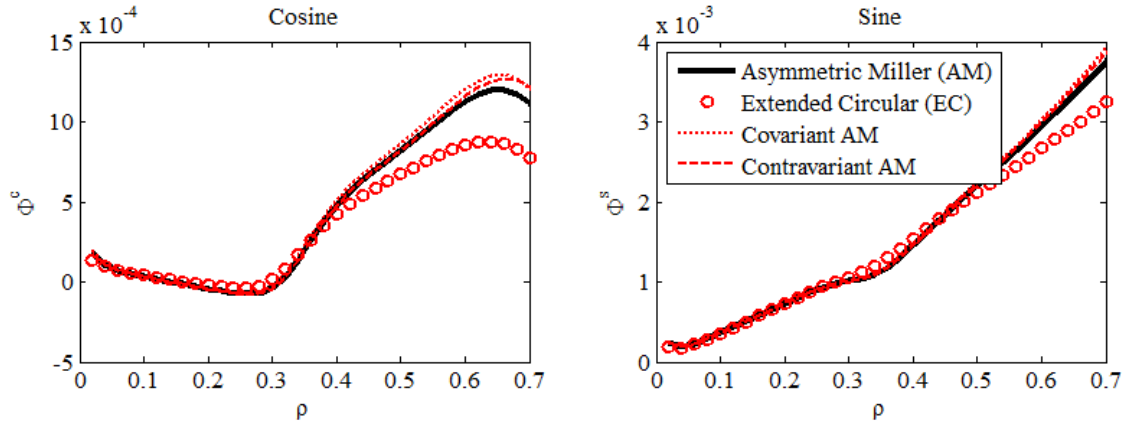 Cosine
x 10^-4
15
10
5
0
-5
Φ^c
0 0.1 0.2 0.3 0.4 0.5 0.6 0.7
ρ
Sine
x 10^-3
4
3
2
1
0
Φ^s
Asymmetric Miller (AM)
Extended Circular (EC)
Covariant AM
Contravariant AM
0 0.1 0.2 0.3 0.4 0.5 0.6 0.7
ρ